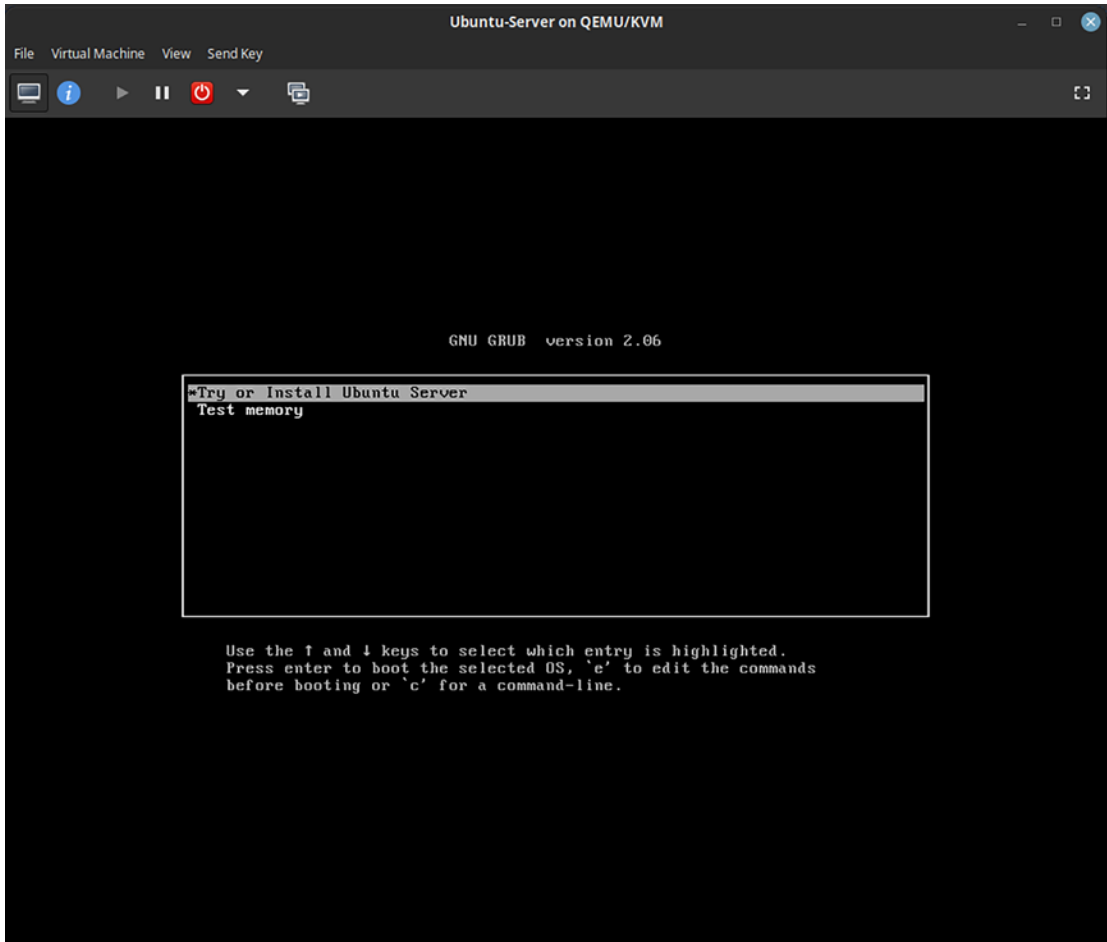 Ubuntu-Server on QEMU/KVM
File Virtual Machine View Send Key
GNU GRUB version 2.06
*Try or Install Ubuntu Server
Test memory
Use the ↑ and ↓ keys to select which entry is highlighted.
Press enter to boot the selected OS, `e' to edit the commands
before booting or `c' for a command-line.